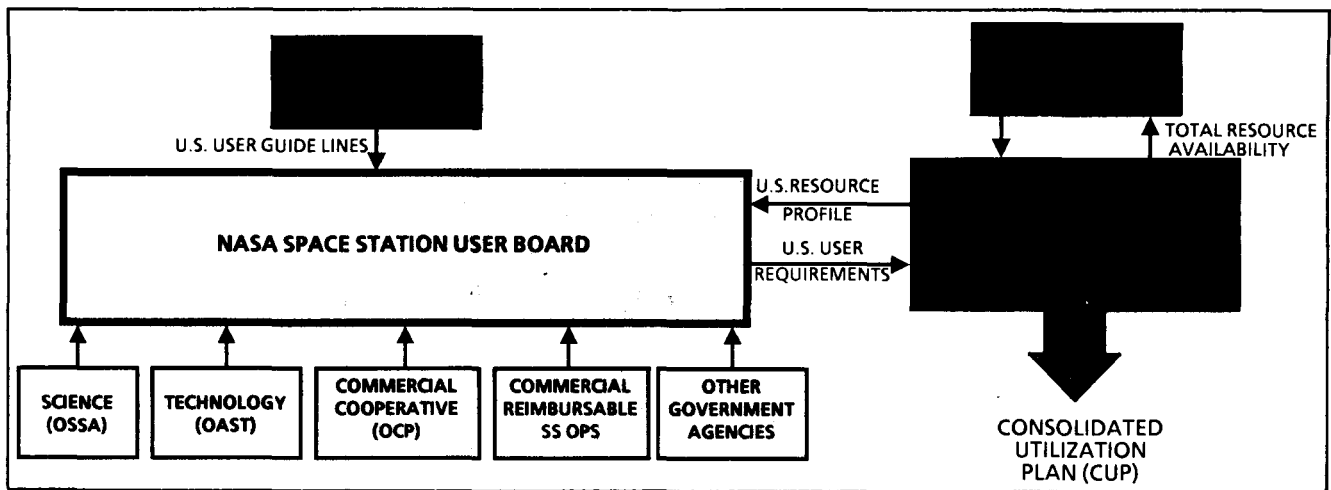 U.S. USER GUIDE LINES
TOTAL RESOURCE
AVAILABILITY
U.S.RESOURCE
PROFILE
NASA SPACE STATION USER BOARD
U.S. USER
REQUIREMENTS
SCIENCE
(OSSA)
TECHNOLOGY
(OAST)
COMMERCIAL
COOPERATIVE
(OCP)
COMMERCIAL
REIMBURSABLE
SS OPS
OTHER
GOVERNMENT
AGENCIES
CONSOLIDATED
UTILIZATION
PLAN (CUP)